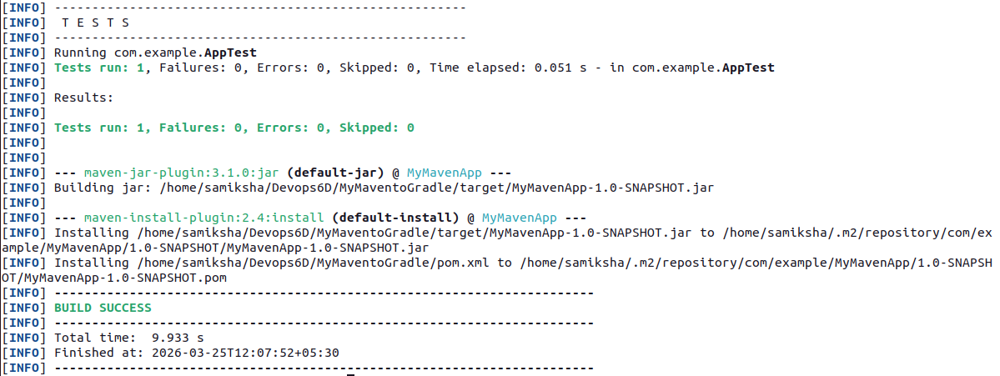 [INFO] -------------------------------------------------------
[INFO]  T E S T S
[INFO] -------------------------------------------------------
[INFO] Running com.example.AppTest
[INFO] Tests run: 1, Failures: 0, Errors: 0, Skipped: 0, Time elapsed: 0.051 s - in com.example.AppTest
[INFO]
[INFO] Results:
[INFO]
[INFO] Tests run: 1, Failures: 0, Errors: 0, Skipped: 0
[INFO]
[INFO]
[INFO] --- maven-jar-plugin:3.1.0:jar (default-jar) @ MyMavenApp ---
[INFO] Building jar: /home/samiksha/Devops6D/MyMaventoGradle/target/MyMavenApp-1.0-SNAPSHOT.jar
[INFO]
[INFO] --- maven-install-plugin:2.4:install (default-install) @ MyMavenApp ---
[INFO] Installing /home/samiksha/Devops6D/MyMaventoGradle/target/MyMavenApp-1.0-SNAPSHOT.jar to /home/samiksha/.m2/repository/com/ex
ample/MyMavenApp/1.0-SNAPSHOT/MyMavenApp-1.0-SNAPSHOT.jar
[INFO] Installing /home/samiksha/Devops6D/MyMaventoGradle/pom.xml to /home/samiksha/.m2/repository/com/example/MyMavenApp/1.0-SNAPSH
OT/MyMavenApp-1.0-SNAPSHOT.pom
[INFO] ------------------------------------------------------------------------
[INFO] BUILD SUCCESS
[INFO] ------------------------------------------------------------------------
[INFO] Total time:  9.933 s
[INFO] Finished at: 2026-03-25T12:07:52+05:30
[INFO] ------------------------------------------------------------------------